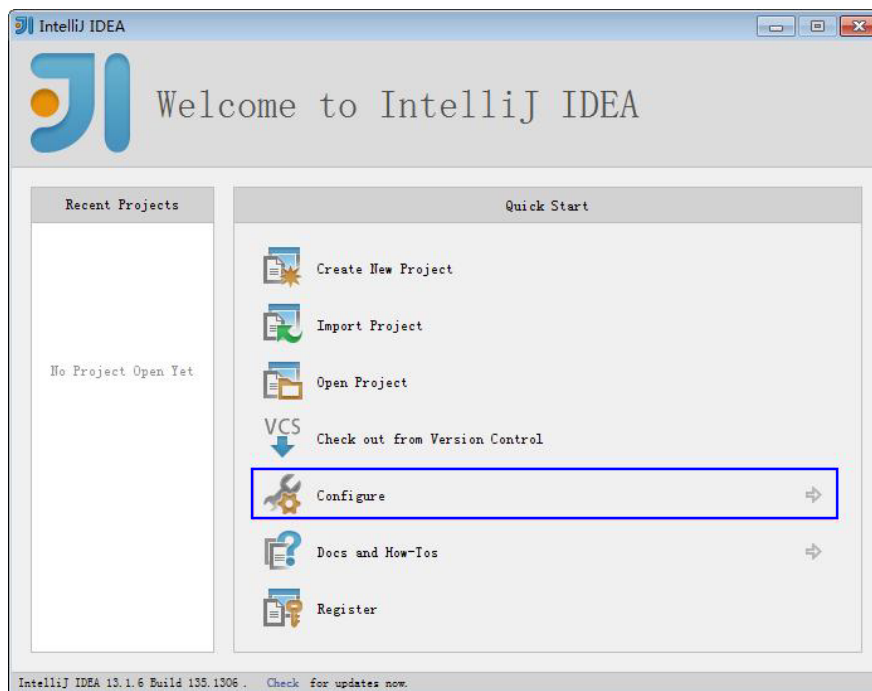 IntelliJ IDEA
Welcome to IntelliJ IDEA
Recent Projects
No Project Open Yet
Quick Start
Create New Project
Import Project
Open Project
VCS
Check out from Version Control
Configure
Docs and How-Tos
Register
IntelliJ IDEA 13.1.6 Build 135.1306 . Check for updates now.